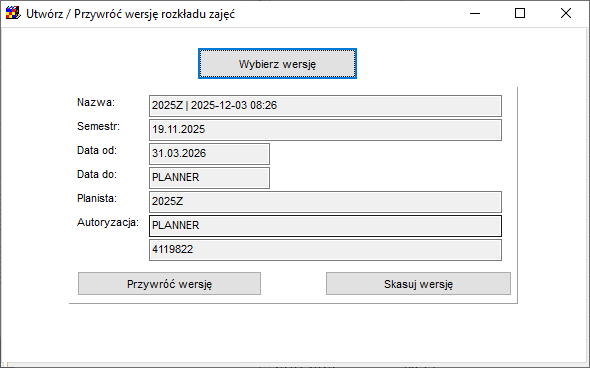 Utwórz / Przywróć wersję rozkładu zajęć
Wybierz wersję
Nazwa: 2025Z | 2025-12-03 08:26
Semestr: 19.11.2025
Data od: 31.03.2026
Data do: PLANNER
Planista: 2025Z
Autoryzacja: PLANNER
4119822
Przywróć wersję Skasuj wersję